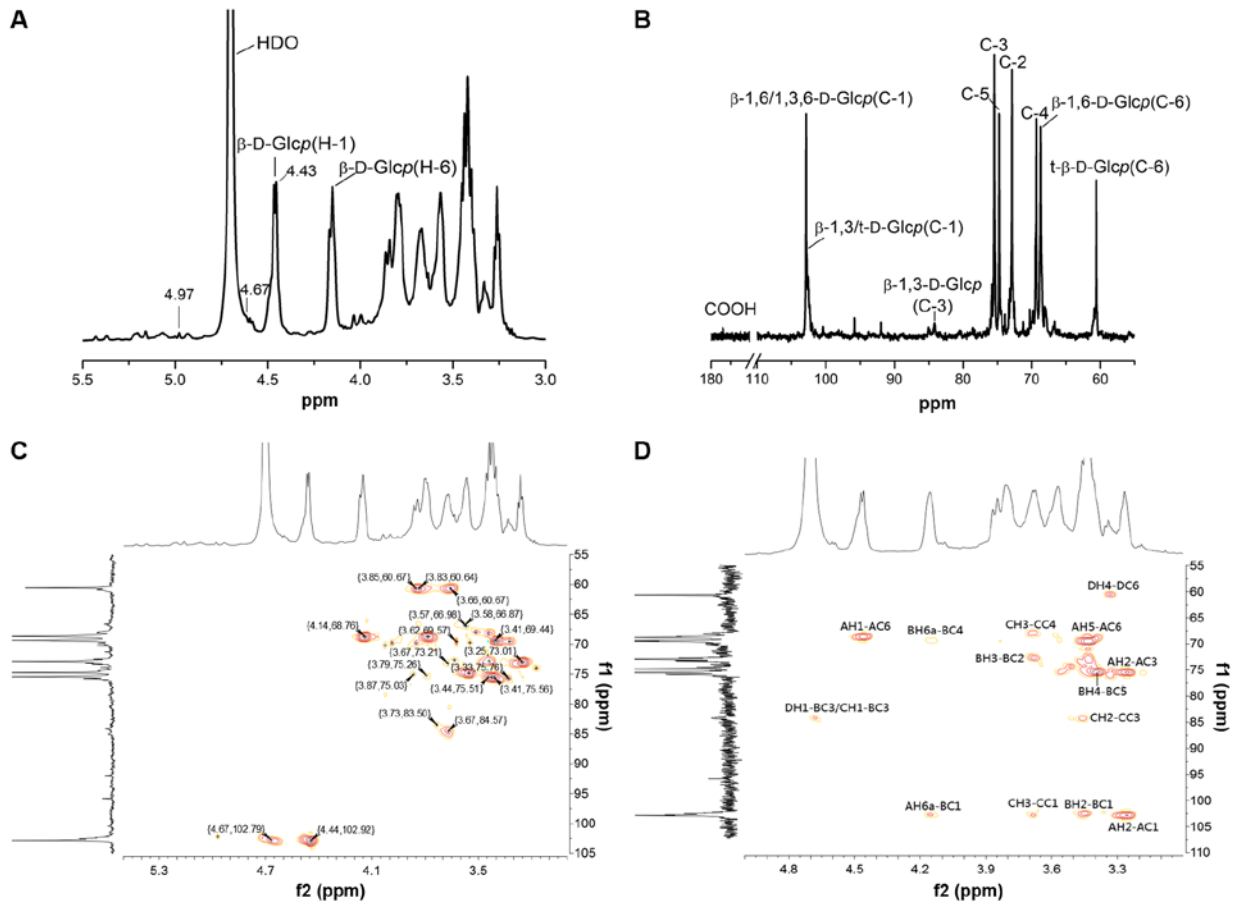 A
HDO
β-D-Glcp(H-1)
4.43
β-D-Glcp(H-6)
4.97
4.67
5.5 5.0 4.5 4.0 3.5 3.0
ppm
B
C-3
C-2
β-1,6/1,3,6-D-Glcp(C-1)
C-5
C-4
β-1,6-D-Glcp(C-6)
t-β-D-Glcp(C-6)
β-1,3/t-D-Glcp(C-1)
β-1,3-D-Glcp
(C-3)
COOH
180 110 100 90 80 70 60
ppm
C
{3.85,60.67}
{3.83,60.64}
{3.66,60.67}
{3.57,66.98}
{3.58,66.87}
{4.14,68.76}
{3.62,69.57}
{3.41,69.44}
{3.67,73.21}
{3.25,73.01}
{3.79,75.26}
{3.33,75.76}
{3.87,75.03}
{3.44,75.51}
{3.41,75.56}
{3.73,83.50}
{3.67,84.57}
{4.67,102.79}
{4.44,102.92}
55
60
65
70
75
80
85
90
95
100
105
f1 (ppm)
5.3 4.7 4.1 3.5
f2 (ppm)
D
DH4-DC6
CH3-CC4
AH1-AC6
BH6a-BC4
AH5-AC6
BH3-BC2
AH2-AC3
BH4-BC5
DH1-BC3/CH1-BC3
CH2-CC3
AH6a-BC1
CH3-CC1
BH2-BC1
AH2-AC1
55
60
65
70
75
80
85
90
95
100
105
110
f1 (ppm)
4.8 4.5 4.2 3.9 3.6 3.3
f2 (ppm)